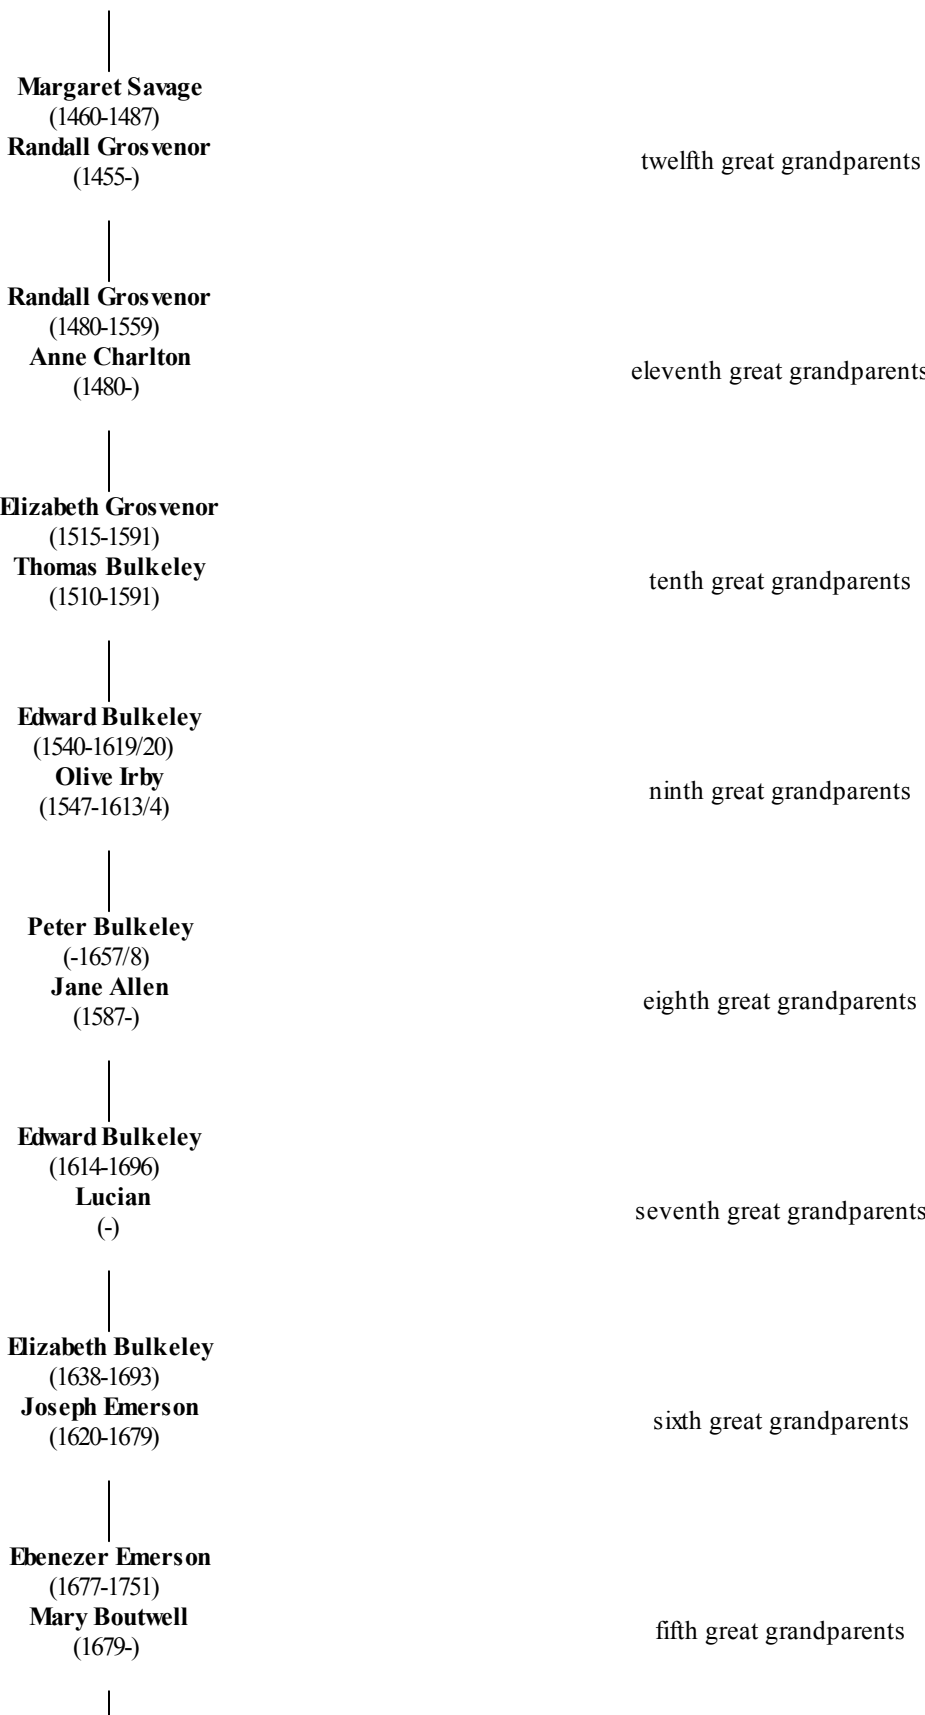 Margaret Savage
(1460-1487)
Randall Grosvenor
(1455-)
twelfth great grandparents
Randall Grosvenor
(1480-1559)
Anne Charlton
(1480-)
eleventh great grandparents
Elizabeth Grosvenor
(1515-1591)
Thomas Bulkeley
(1510-1591)
tenth great grandparents
Edward Bulkeley
(1540-1619/20)
Olive Irby
(1547-1613/4)
ninth great grandparents
Peter Bulkeley
(-1657/8)
Jane Allen
(1587-)
eighth great grandparents
Edward Bulkeley
(1614-1696)
Lucian
(-)
seventh great grandparents
Elizabeth Bulkeley
(1638-1693)
Joseph Emerson
(1620-1679)
sixth great grandparents
Ebenezer Emerson
(1677-1751)
Mary Boutwell
(1679-)
fifth great grandparents